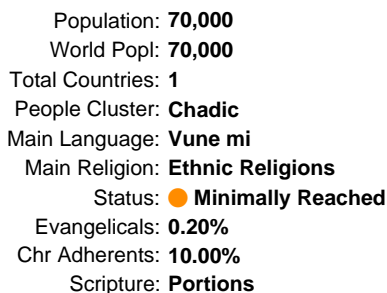 Population: 70,000
World Popl: 70,000
Total Countries: 1
People Cluster: Chadic
Main Language: Vune mi
Main Religion: Ethnic Religions
Status: Minimally Reached
Evangelicals: 0.20%
Chr Adherents: 10.00%
Scripture: Portions